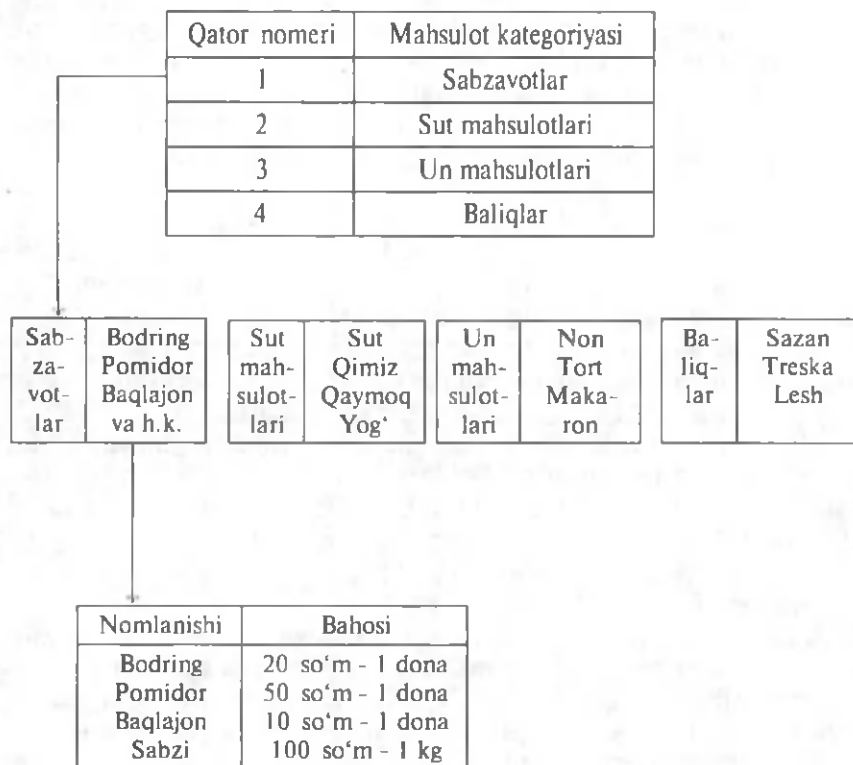 Qator nomeri Mahsulot kategoriyasi
1 Sabzavotlar
2 Sut mahsulotlari
3 Un mahsulotlari
4 Baliqlar
Sab-
za-
vot-
lar
Bodring
Pomidor
Baqlajon
va h.k.
Sut
mah-
sulot-
lari
Sut
Qimiz
Qaymoq
Yog‘
Un
mah-
sulot-
lari
Non
Tort
Maka-
ron
Ba-
liq-
lar
Sazan
Treska
Lesh
Nomlanishi Bahosi
Bodring 20 so‘m - 1 dona
Pomidor 50 so‘m - 1 dona
Baqlajon 10 so‘m - 1 dona
Sabzi 100 so‘m - 1 kg